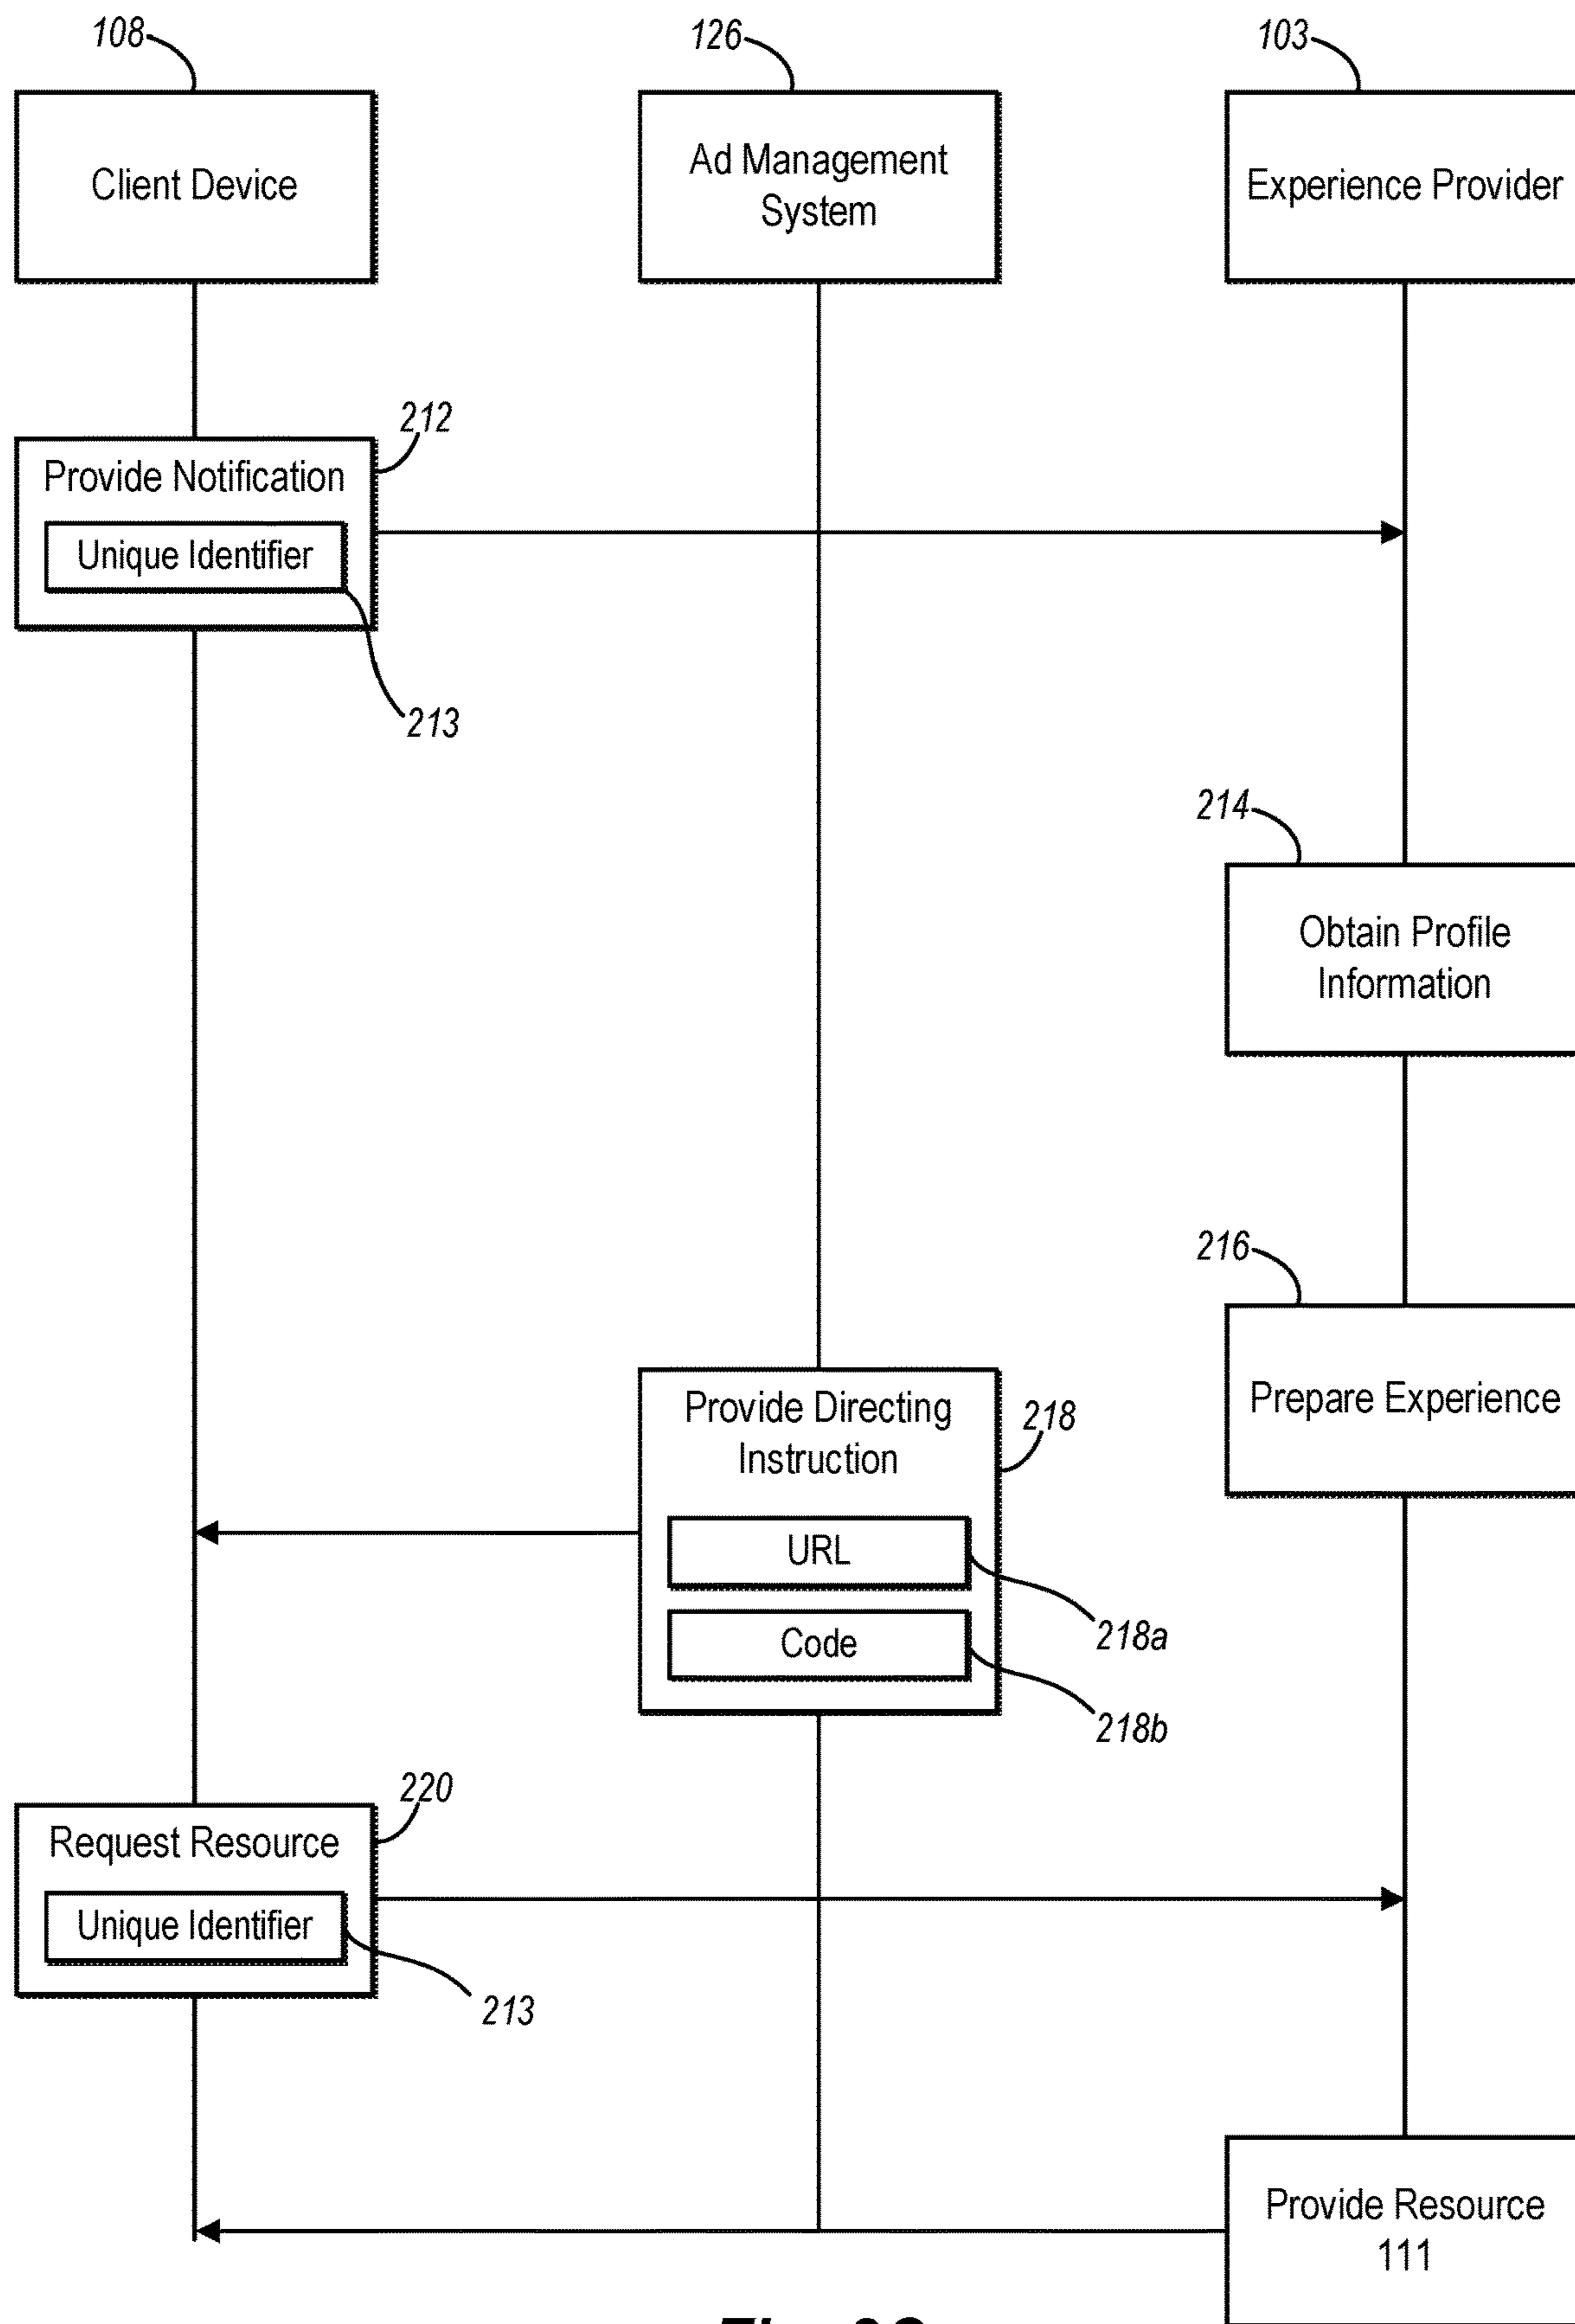 108
126
103
Client Device
Ad Management
System
Experience Provider
212
Provide Notification
Unique Identifier
213
214
Obtain Profile
Information
216
Prepare Experience
Provide Directing
Instruction
218
URL
218a
Code
218b
220
Request Resource
Unique Identifier
213
Provide Resource
111